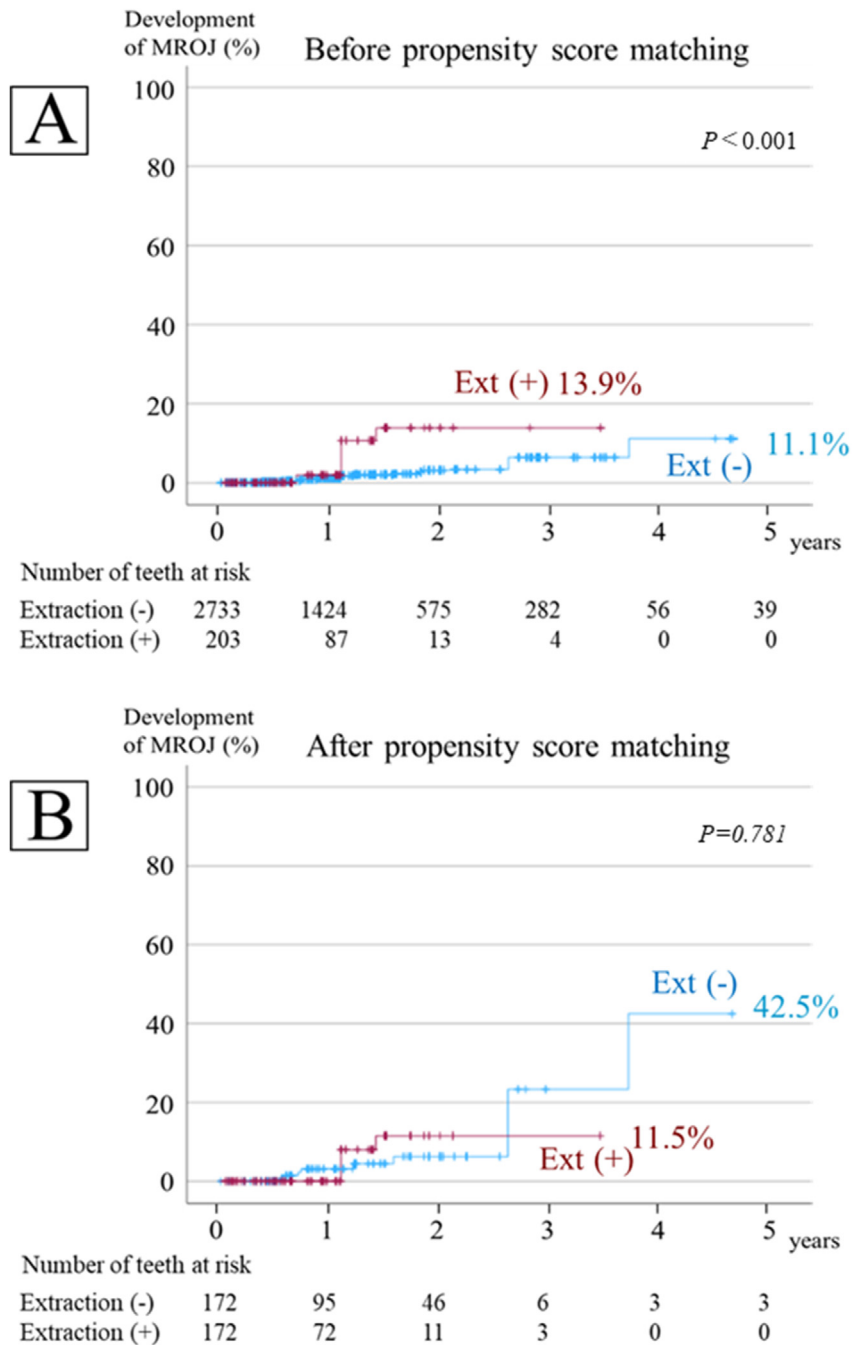 Development
of MROJ (%)
Before propensity score matching
A
100
P＜0.001
80
60
40
Ext (+) 13.9%
20
11.1%
Ext (-)
0
0 1 2 3 4 5 years
Number of teeth at risk
Extraction (-) 2733 1424 575 282 56 39
Extraction (+) 203 87 13 4 0 0
Development
of MROJ (%)
After propensity score matching
B
100
P=0.781
80
60
Ext (-)
42.5%
40
20
11.5%
Ext (+)
0
0 1 2 3 4 5 years
Number of teeth at risk
Extraction (-) 172 95 46 6 3 3
Extraction (+) 172 72 11 3 0 0